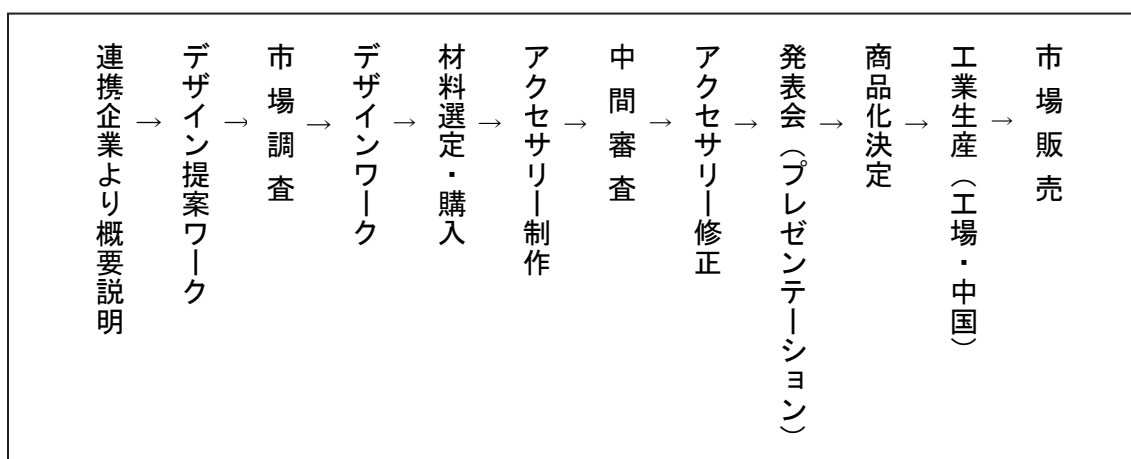 連携企業より概要説明
→
デザイン提案ワーク
→
市場調査
→
デザインワーク
→
材料選定・購入
→
アクセサリー制作
→
中間審査
→
アクセサリー修正
→
発表会（プレゼンテーション）
→
商品化決定
→
工業生産（工場・中国）
→
市場販売